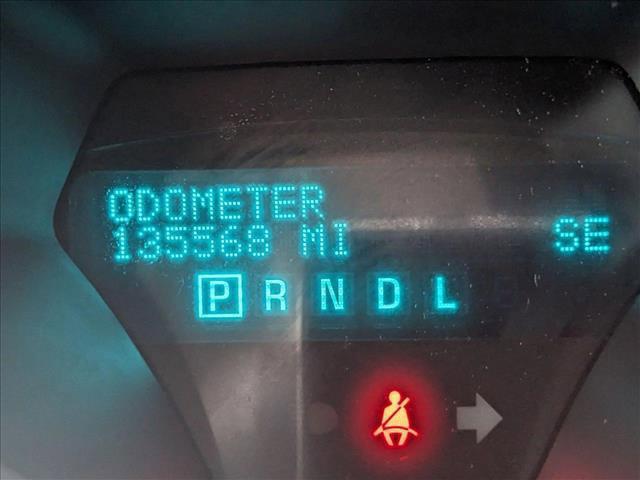 ODOMETER
135568 MI SE
P R N D L